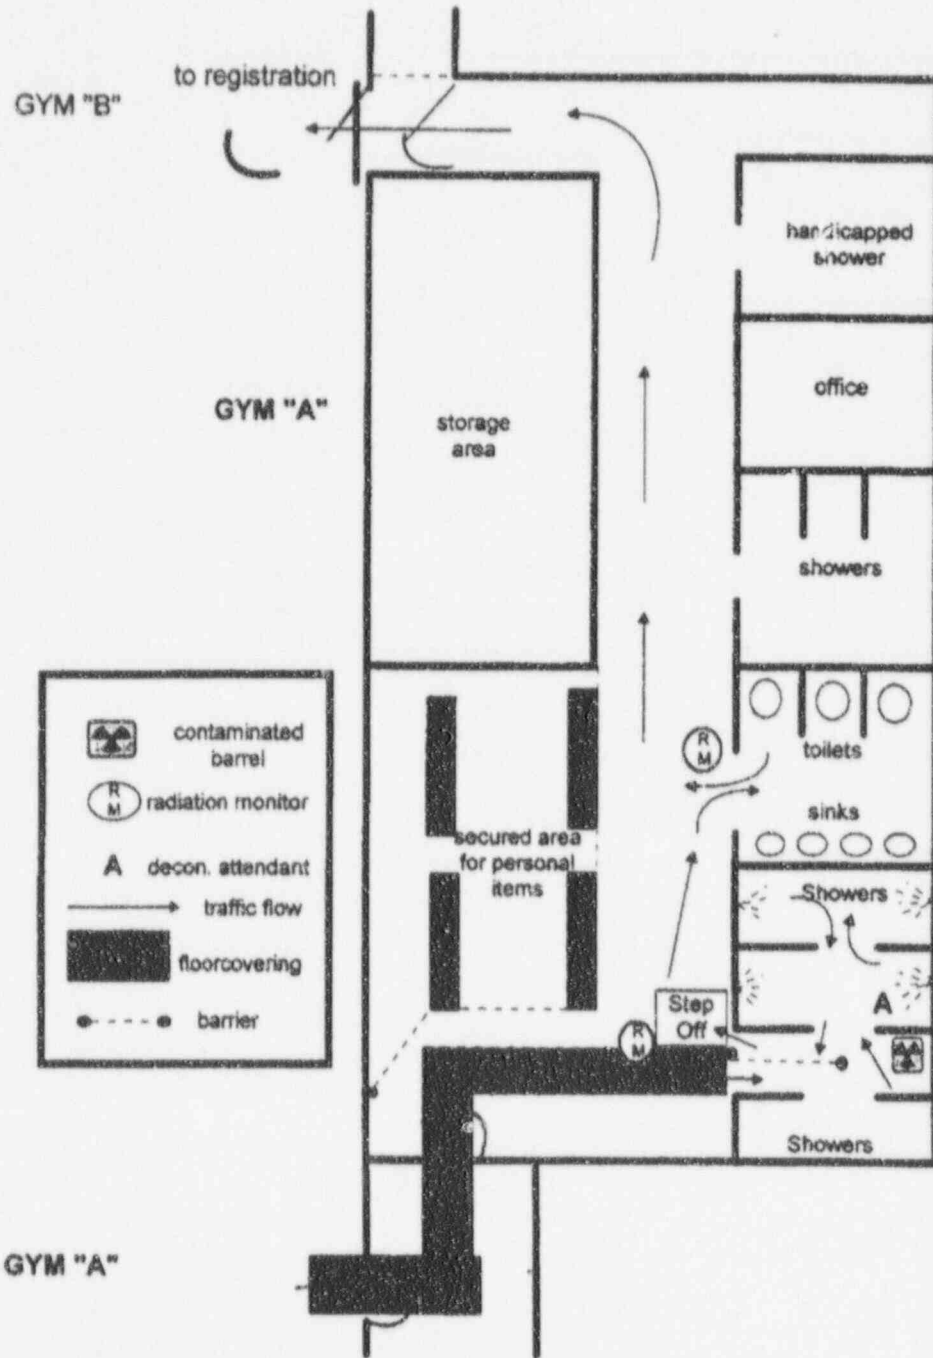 to registration
GYM "B"
handicapped
shower
office
GYM "A"
storage
area
showers
contaminated
barrel
R
M
radiation monitor
A
decon. attendant
traffic flow
floorcovering
barrier
R
M
toilets
sinks
secured area
for personal
items
Showers
A
Step
Off
R
M
Showers
GYM "A"